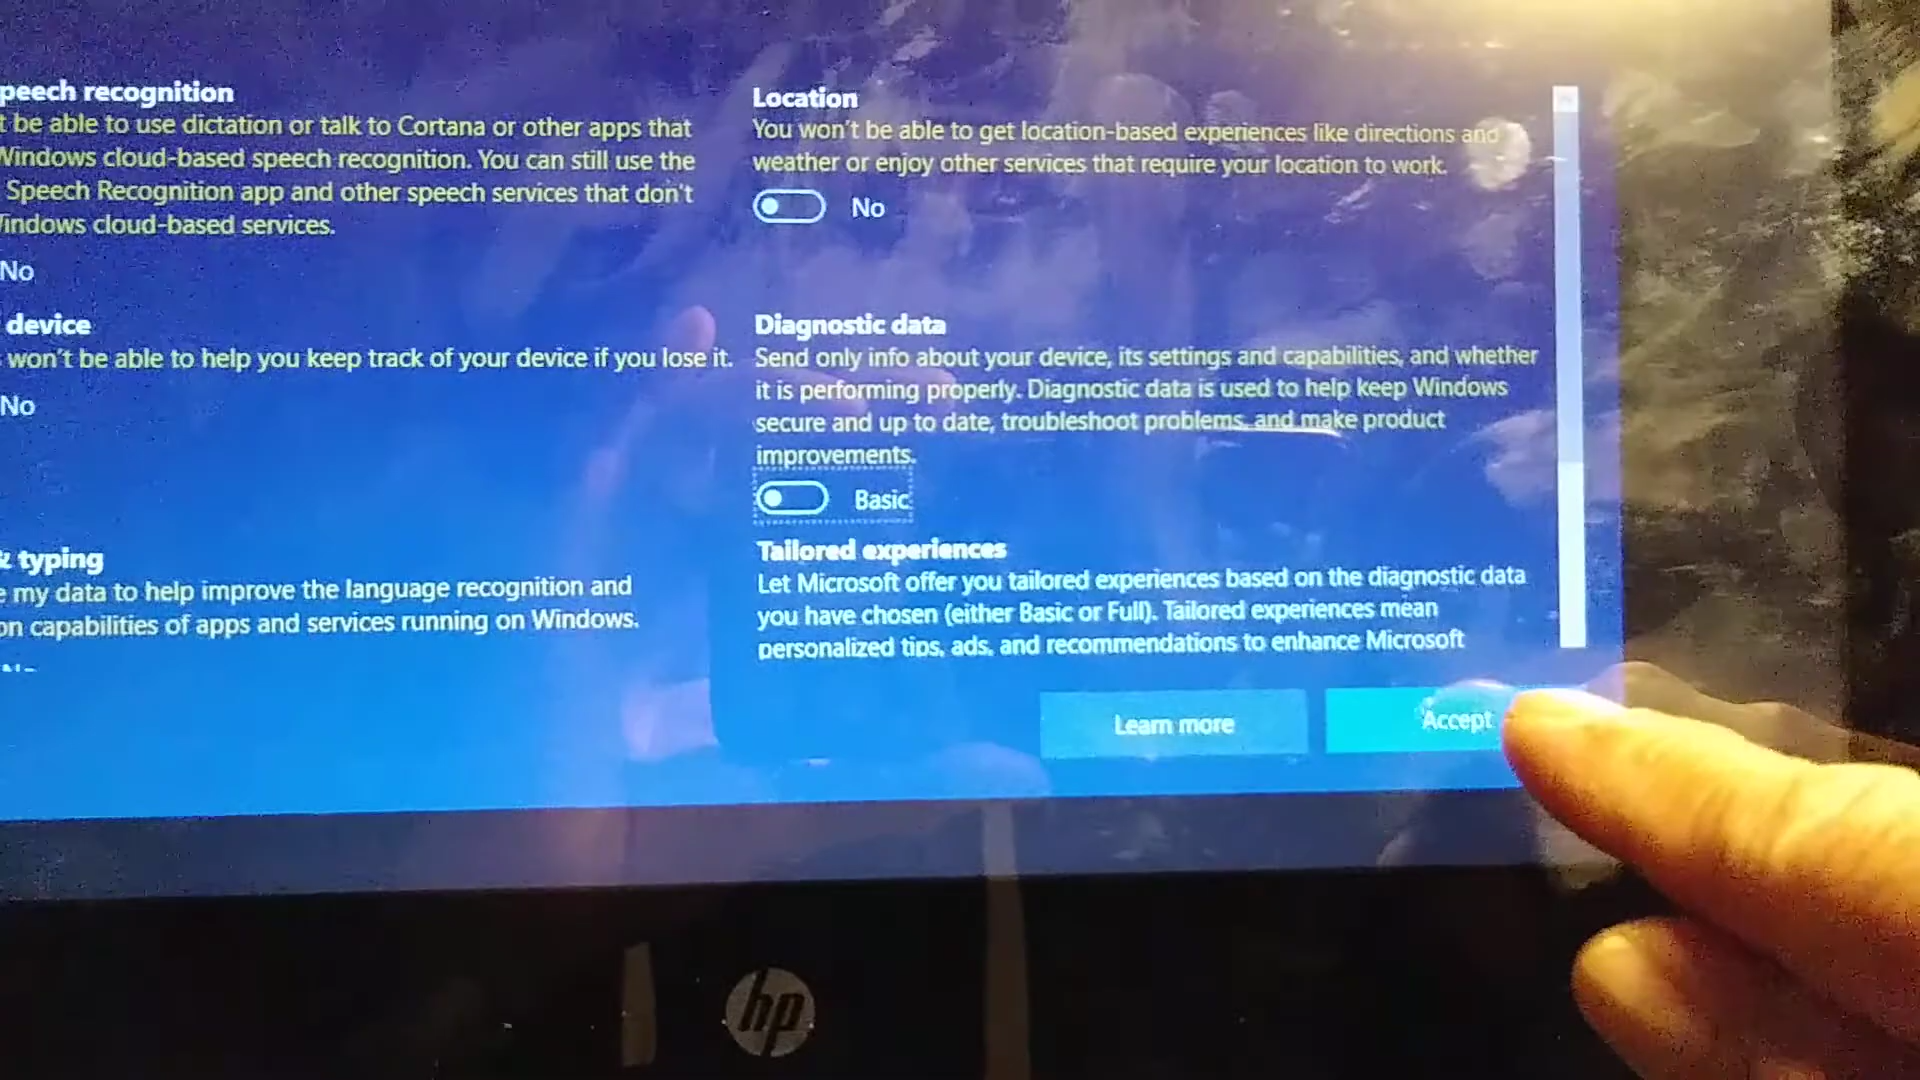 peech recognition
t be able to use dictation or talk to Cortana or other apps that
Windows cloud-based speech recognition. You can still use the
Speech Recognition app and other speech services that don't
Windows cloud-based services.
No
device
won't be able to help you keep track of your device if you lose it.
No
& typing
e my data to help improve the language recognition and
on capabilities of apps and services running on Windows.
Location
You won't be able to get location-based experiences like directions and
weather or enjoy other services that require your location to work.
No
Diagnostic data
Send only info about your device, its settings and capabilities, and whether
it is performing properly. Diagnostic data is used to help keep Windows
secure and up to date, troubleshoot problems, and make product
improvements.
Basic
Tailored experiences
Let Microsoft offer you tailored experiences based on the diagnostic data
you have chosen (either Basic or Full). Tailored experiences mean
personalized tips, ads, and recommendations to enhance Microsoft
Learn more
Accept
hp